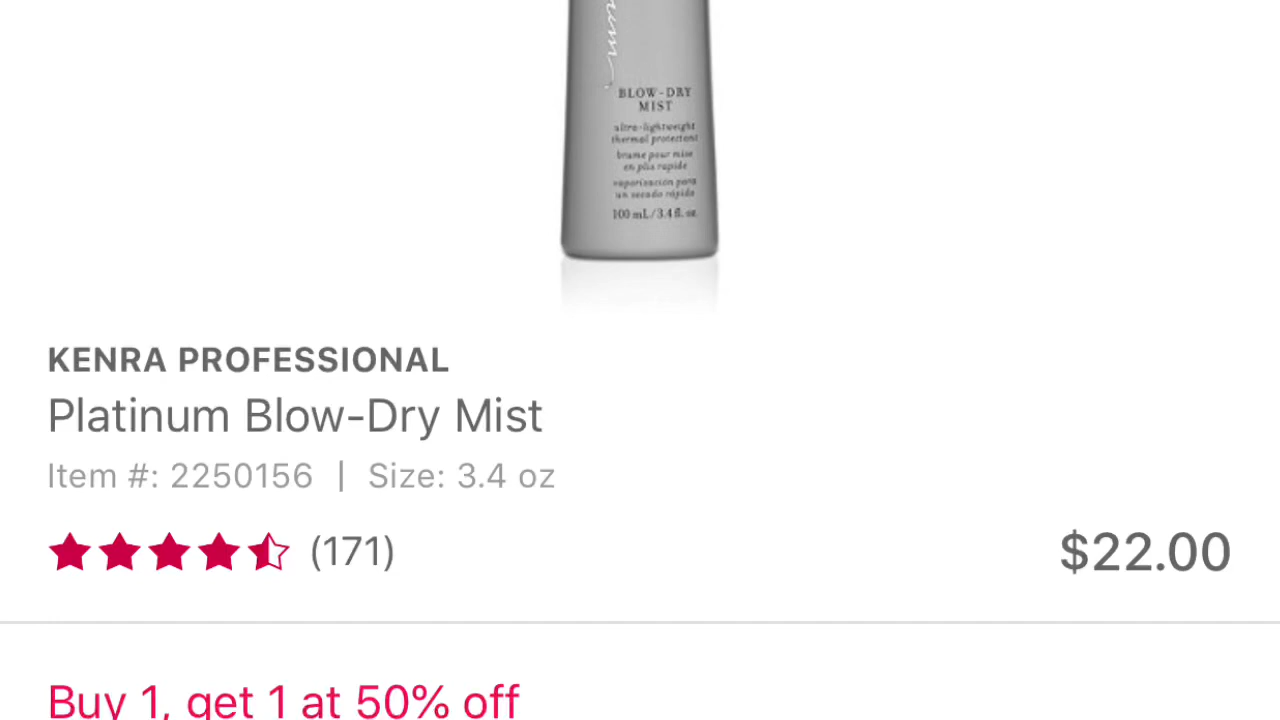 BLOW-DRY
MIST
ultra-lightweight
thermal protectant
brume pour mise
en plis rapide
vaporización para
un secado rápido
100 mL/3.4 fl. oz.
KENRA PROFESSIONAL
Platinum Blow-Dry Mist
Item #: 2250156 | Size: 3.4 oz
(171)
$22.00
Buy 1, get 1 at 50% off